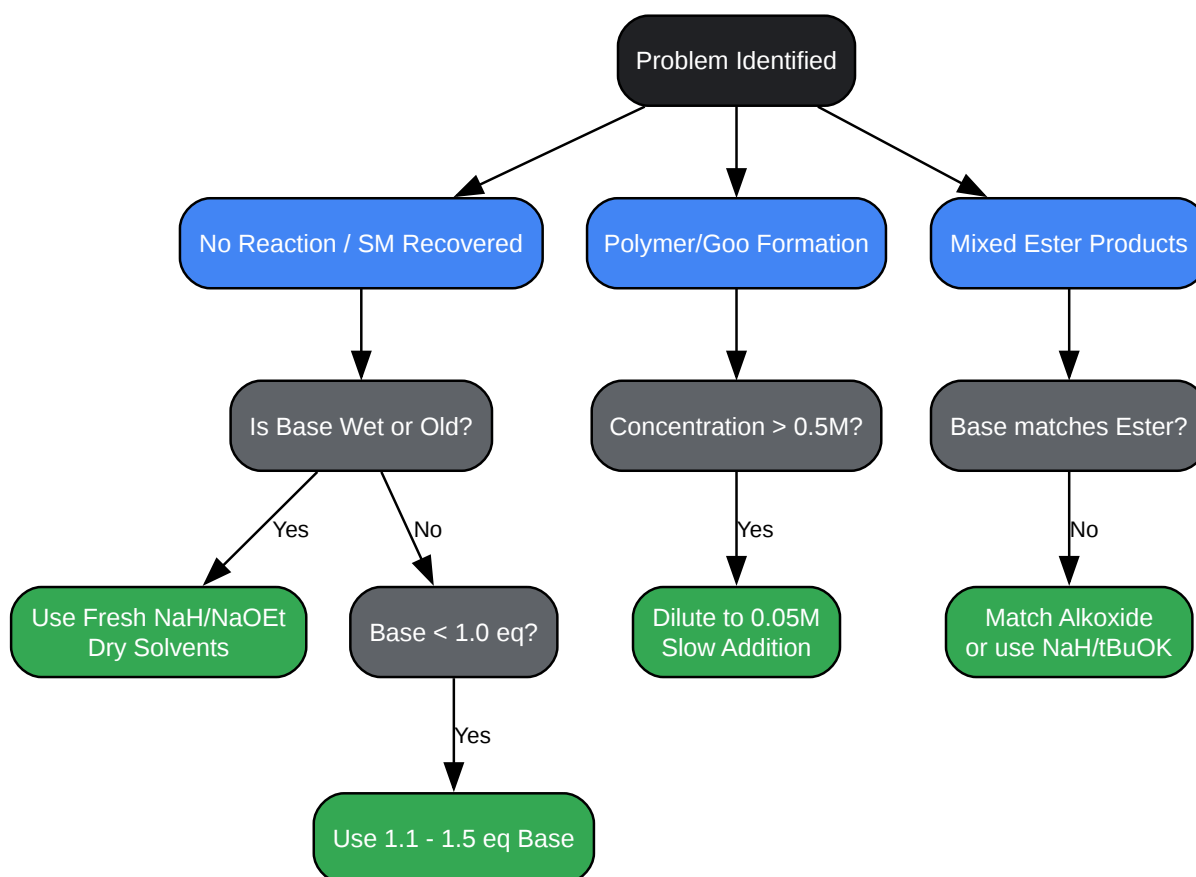 Problem Identified
No Reaction / SM Recovered
Polymer/Goo Formation
Mixed Ester Products
Is Base Wet or Old?
Concentration > 0.5M?
Base matches Ester?
Yes
No
Yes
No
Use Fresh NaH/NaOEt
Dry Solvents
Base < 1.0 eq?
Dilute to 0.05M
Slow Addition
Match Alkoxide
or use NaH/tBuOK
Yes
Use 1.1 - 1.5 eq Base